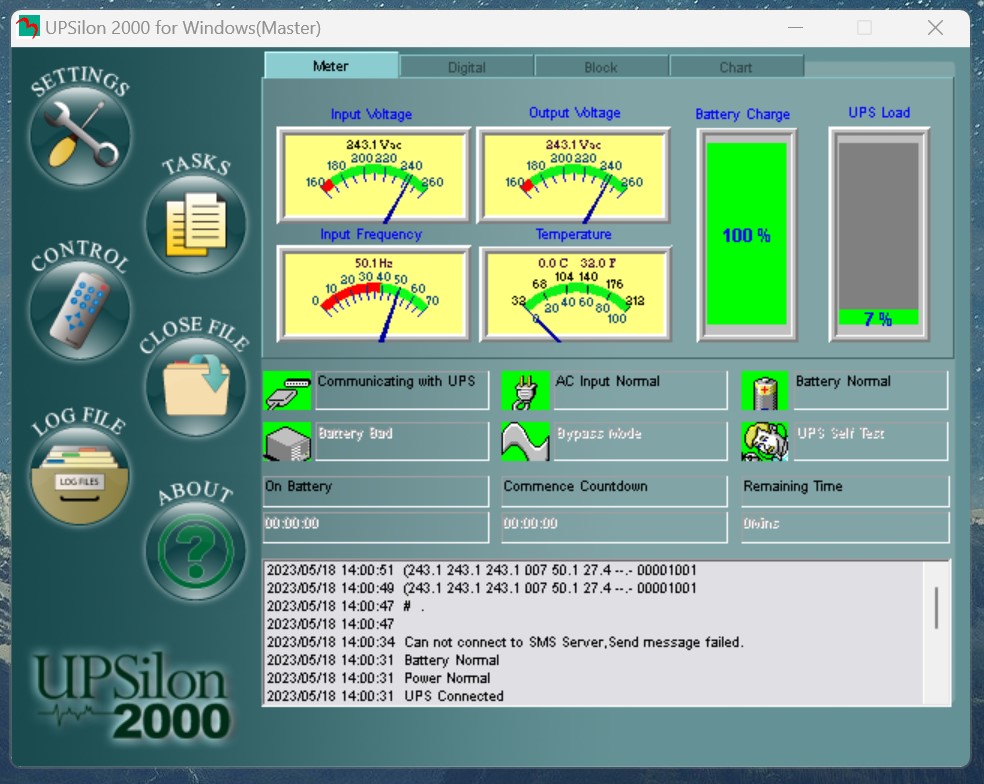 UPSilon 2000 for Windows(Master)
SETTINGS
TASKS
CONTROL
CLOSE FILE
LOG FILE
LOG FILES
ABOUT
UPSilon
2000
Meter
Digital
Block
Chart
Input Voltage
243.1 Vac
160 180 200 220 240 260
Output Voltage
243.1 Vac
160 180 200 220 240 260
Battery Charge
100 %
UPS Load
7 %
Input Frequency
50.1 Hz
0 10 20 30 40 50 60 70
Temperature
0.0 C 32.0 F
32 68 104 140 176 212
0 20 40 60 80 100
Communicating with UPS
AC Input Normal
Battery Normal
Battery Bad
Bypass Mode
UPS Self Test
On Battery
Commence Countdown
Remaining Time
00:00:00
00:00:00
0mins
2023/05/18 14:00:51 (243.1 243.1 243.1 007 50.1 27.4 --.- 00001001
2023/05/18 14:00:49 (243.1 243.1 243.1 007 50.1 27.4 --.- 00001001
2023/05/18 14:00:47 # .
2023/05/18 14:00:47
2023/05/18 14:00:34 Can not connect to SMS Server,Send message failed.
2023/05/18 14:00:31 Battery Normal
2023/05/18 14:00:31 Power Normal
2023/05/18 14:00:31 UPS Connected